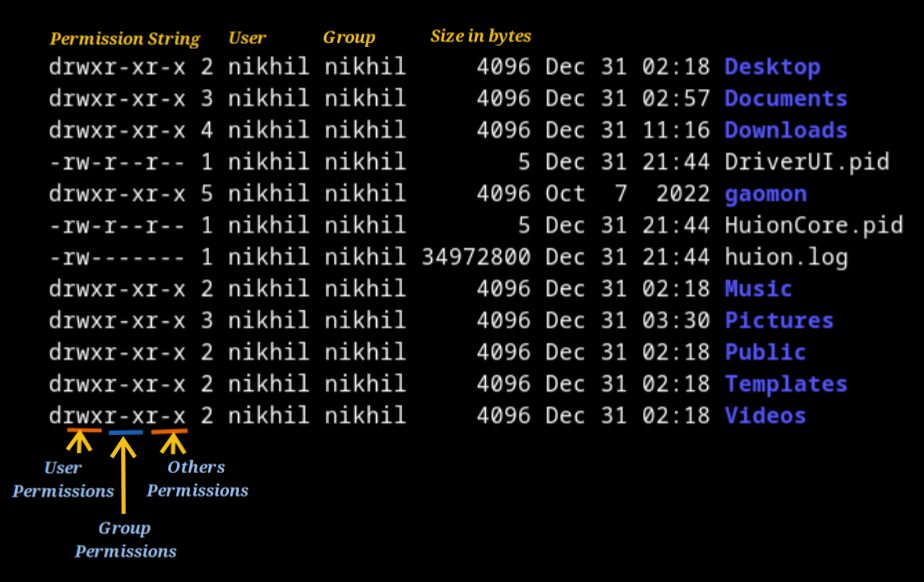 Permission String User Group Size in bytes
drwxr-xr-x 2 nikhil nikhil 4096 Dec 31 02:18 Desktop
drwxr-xr-x 3 nikhil nikhil 4096 Dec 31 02:57 Documents
drwxr-xr-x 4 nikhil nikhil 4096 Dec 31 11:16 Downloads
-rw-r--r-- 1 nikhil nikhil 5 Dec 31 21:44 DriverUI.pid
drwxr-xr-x 5 nikhil nikhil 4096 Oct 7 2022 gaomon
-rw-r--r-- 1 nikhil nikhil 5 Dec 31 21:44 HuionCore.pid
-rw------- 1 nikhil nikhil 34972800 Dec 31 21:44 huion.log
drwxr-xr-x 2 nikhil nikhil 4096 Dec 31 02:18 Music
drwxr-xr-x 3 nikhil nikhil 4096 Dec 31 03:30 Pictures
drwxr-xr-x 2 nikhil nikhil 4096 Dec 31 02:18 Public
drwxr-xr-x 2 nikhil nikhil 4096 Dec 31 02:18 Templates
drwxr-xr-x 2 nikhil nikhil 4096 Dec 31 02:18 Videos
User
Permissions
Others
Permissions
Group
Permissions